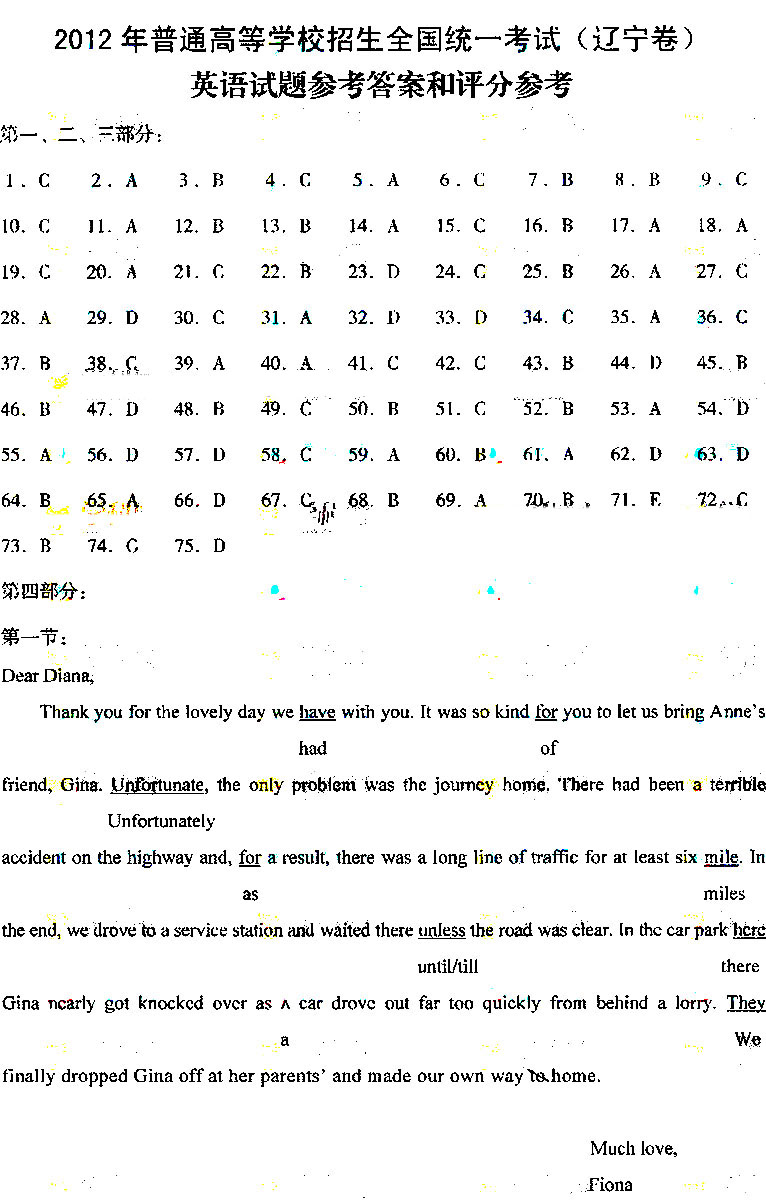 2012年普通高等学校招生全国统一考试（辽宁卷）
英语试题参考答案和评分参考
第一、二、三部分：
1. C 2. A 3. B 4. C 5. A 6. C 7. B 8. B 9. C
10. C 11. A 12. B 13. B 14. A 15. C 16. B 17. A 18. A
19. C 20. A 21. C 22. B 23. D 24. C 25. B 26. A 27. C
28. A 29. D 30. C 31. A 32. D 33. D 34. C 35. A 36. C
37. B 38. C 39. A 40. A 41. C 42. C 43. B 44. D 45. B
46. B 47. D 48. B 49. C 50. B 51. C 52. B 53. A 54. D
55. A 56. D 57. D 58. C 59. A 60. B 61. A 62. D 63. D
64. B 65. A 66. D 67. C 68. B 69. A 70. B 71. E 72. C
73. B 74. G 75. D
第四部分：
第一节：
Dear Diana,
Thank you for the lovely day we have with you. It was so kind for you to let us bring Anne's
had of
friend, Gina. Unfortunate, the only problem was the journey home. There had been a terrible
Unfortunately
accident on the highway and, for a result, there was a long line of traffic for at least six mile. In
as miles
the end, we drove to a service station and waited there unless the road was clear. In the car park here
until/till there
Gina nearly got knocked over as ∧ car drove out far too quickly from behind a lorry. They
a We
finally dropped Gina off at her parents' and made our own way to home.
Much love,
Fiona